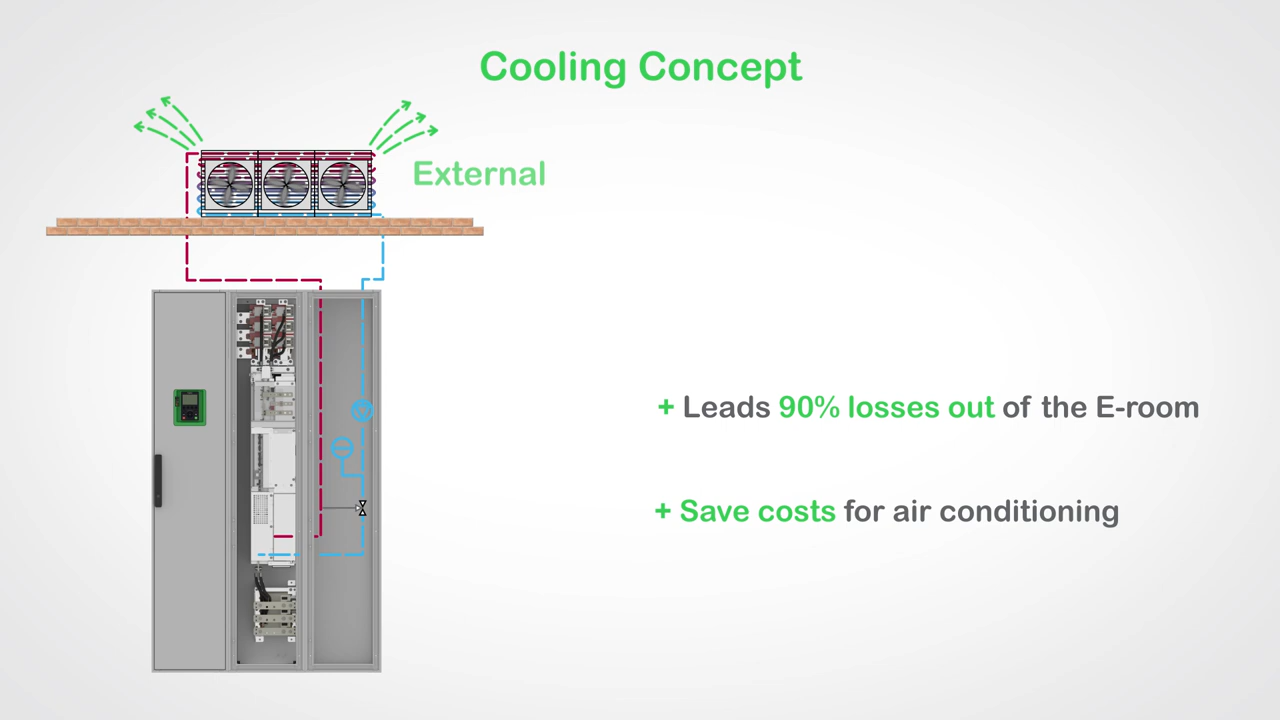 Cooling Concept
External
+ Leads 90% losses out of the E-room
+ Save costs for air conditioning